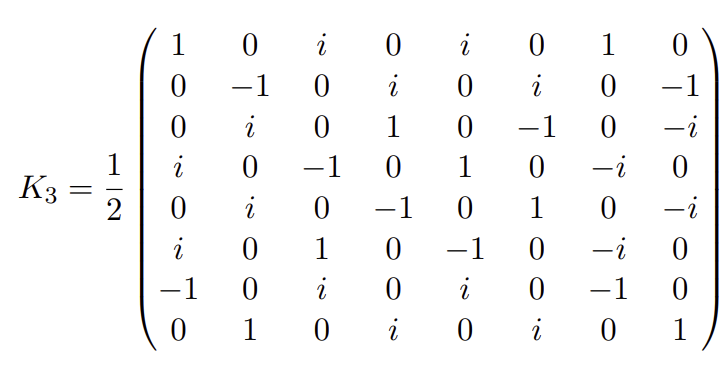 1 0 i 0 i 0 1 0
0 −1 0 i 0 i 0 −1
0 i 0 1 0 −1 0 −i
i 0 −1 0 1 0 −i 0
K₃ = 1/2
0 i 0 −1 0 1 0 −i
i 0 1 0 −1 0 −i 0
−1 0 i 0 i 0 −1 0
0 1 0 i 0 i 0 1